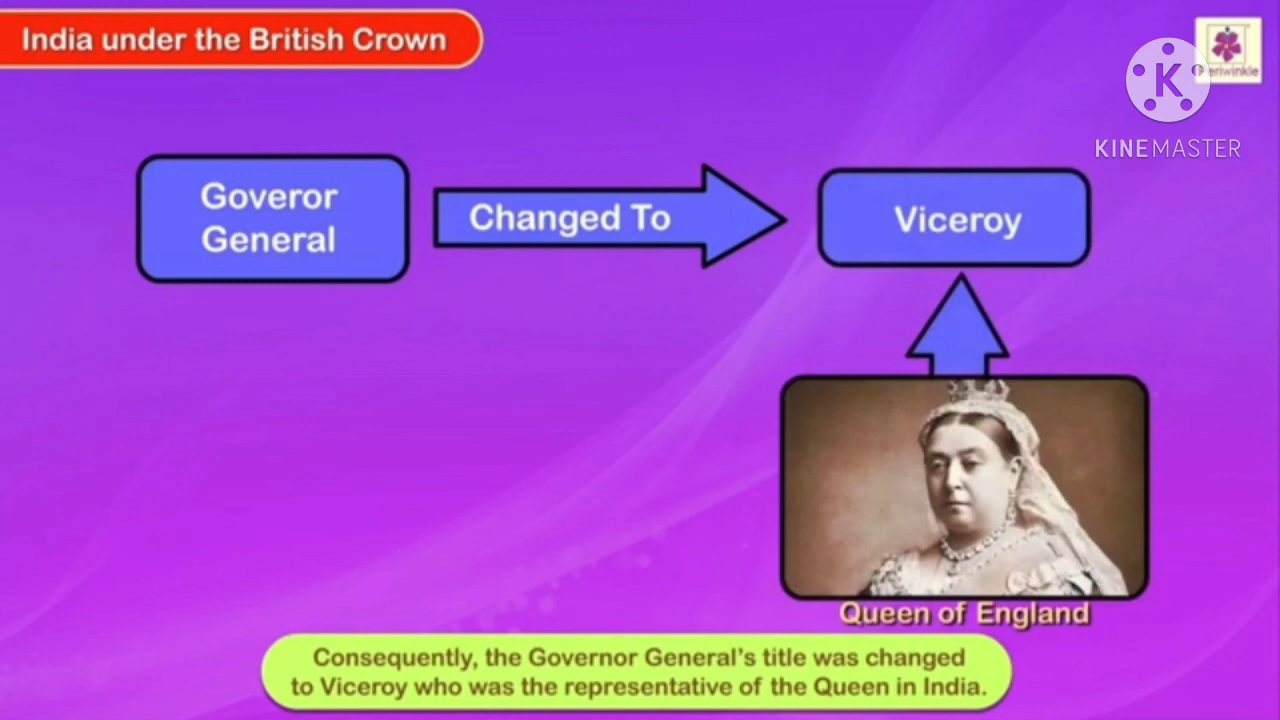 India under the British Crown
Periwinkle
K
KINEMASTER
Goveror
General
Changed To
Viceroy
Queen of England
Consequently, the Governor General's title was changed
to Viceroy who was the representative of the Queen in India.